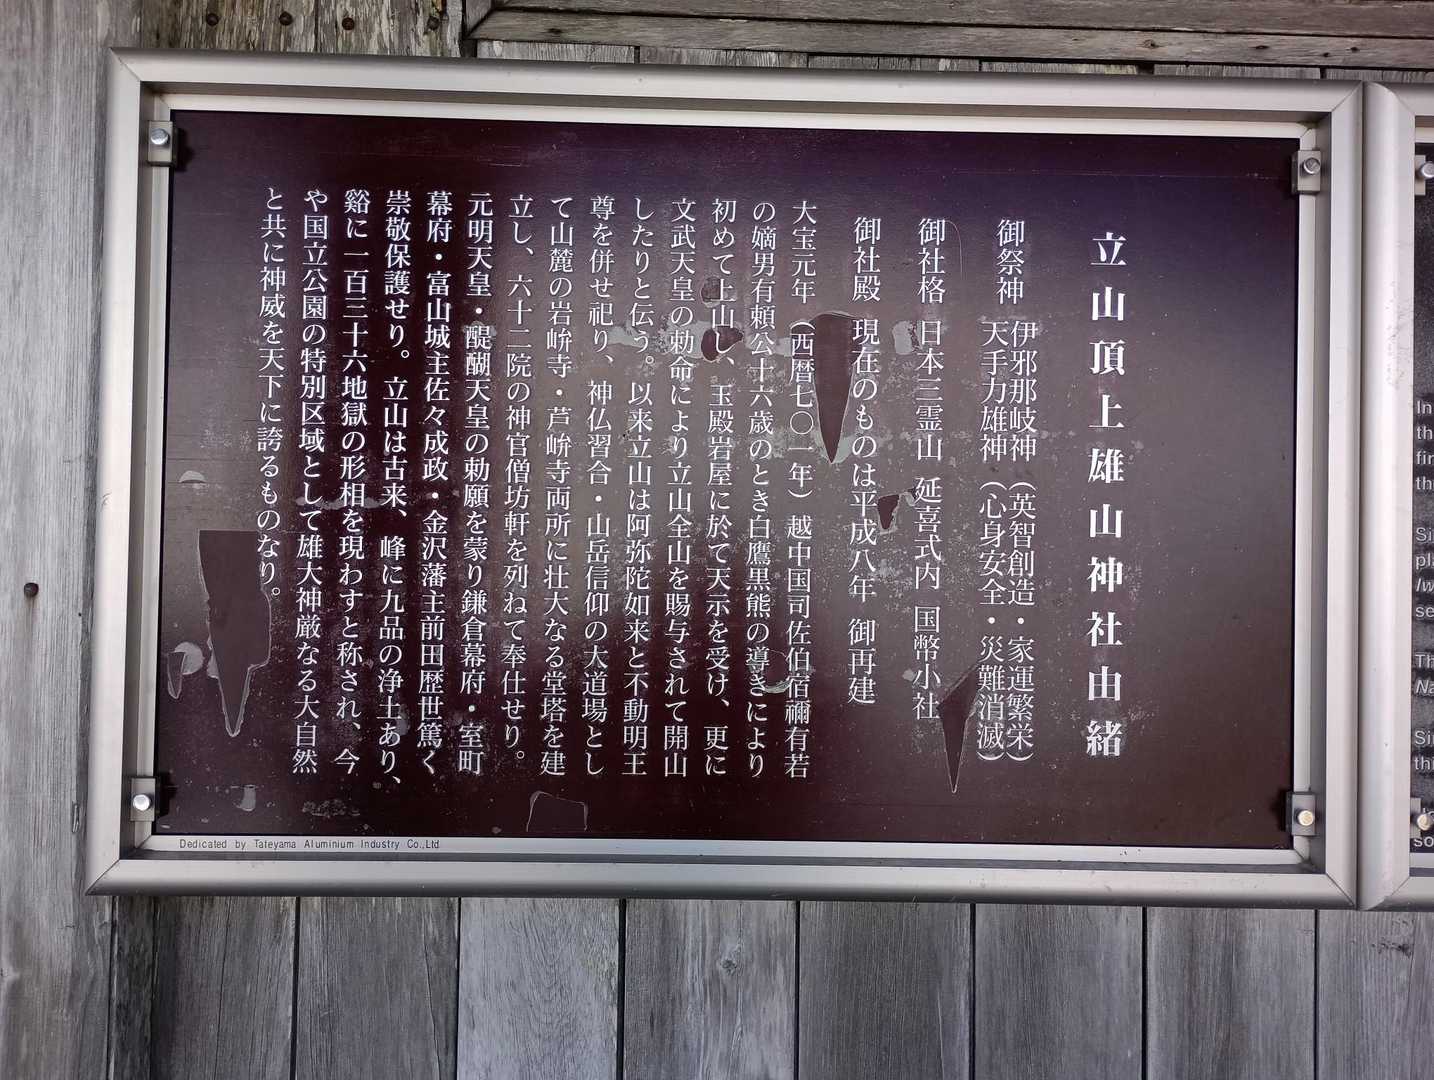 立山頂上雄山神社由緒
御祭神 伊邪那岐神（英智創造・家運繁栄）
天手力雄神（心身安全・災難消滅）
御社格 日本三霊山 延喜式内 国幣小社
御社殿 現在のものは平成八年 御再建
大宝元年（西暦七〇一年）越中国司佐伯宿禰有若
の嫡男有頼公十六歳のとき白鷹黒熊の導きにより
初めて上山し、玉殿岩屋に於て天示を受け、更に
文武天皇の勅命により立山全山を賜与されて開山
したりと伝う。以来立山は阿弥陀如来と不動明王
尊を併せ祀り、神仏習合・山岳信仰の大道場とし
て山麓の岩峅寺・芦峅寺両所に壮大なる堂塔を建
立し、六十二院の神官僧坊軒を列ねて奉仕せり。
元明天皇・醍醐天皇の勅願を蒙り鎌倉幕府・室町
幕府・富山城主佐々成政・金沢藩主前田歴世篤く
崇敬保護せり。立山は古来、峰に九品の浄土あり、
谿に一百三十六地獄の形相を現わすと称され、今
や国立公園の特別区域として雄大神厳なる大自然
と共に神威を天下に誇るものなり。
Dedicated by Tateyama Aluminium Industry Co.,Ltd.
In
th
fir
th
Si
pl
se
Th
Na
Si
thi
so